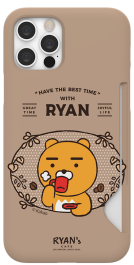 "HAVE THE BEST TIME"
WITH
GREAT TIME
RYAN
JOYFUL LIFE
RYAN's
CAFE